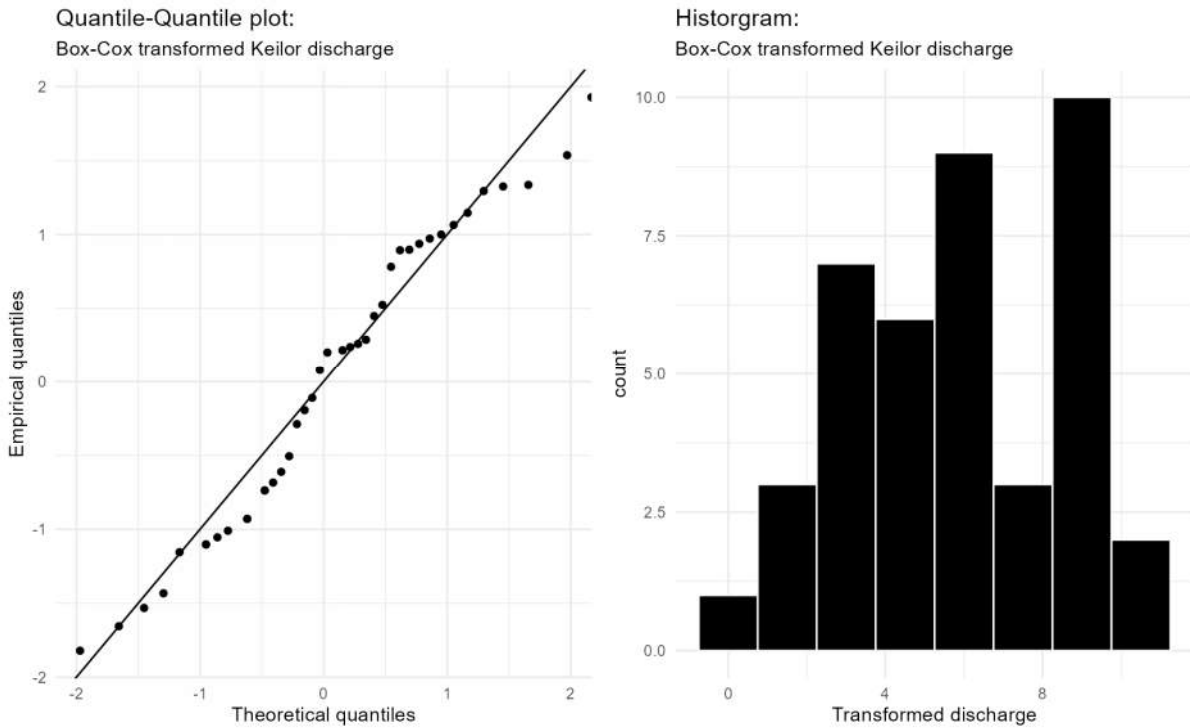 Quantile-Quantile plot:
Box-Cox transformed Keilor discharge
2
1
0
-1
-2
Empirical quantiles
-2
-1
0
1
2
Theoretical quantiles
Historgram:
Box-Cox transformed Keilor discharge
10.0
7.5
5.0
2.5
0.0
count
0
4
8
Transformed discharge